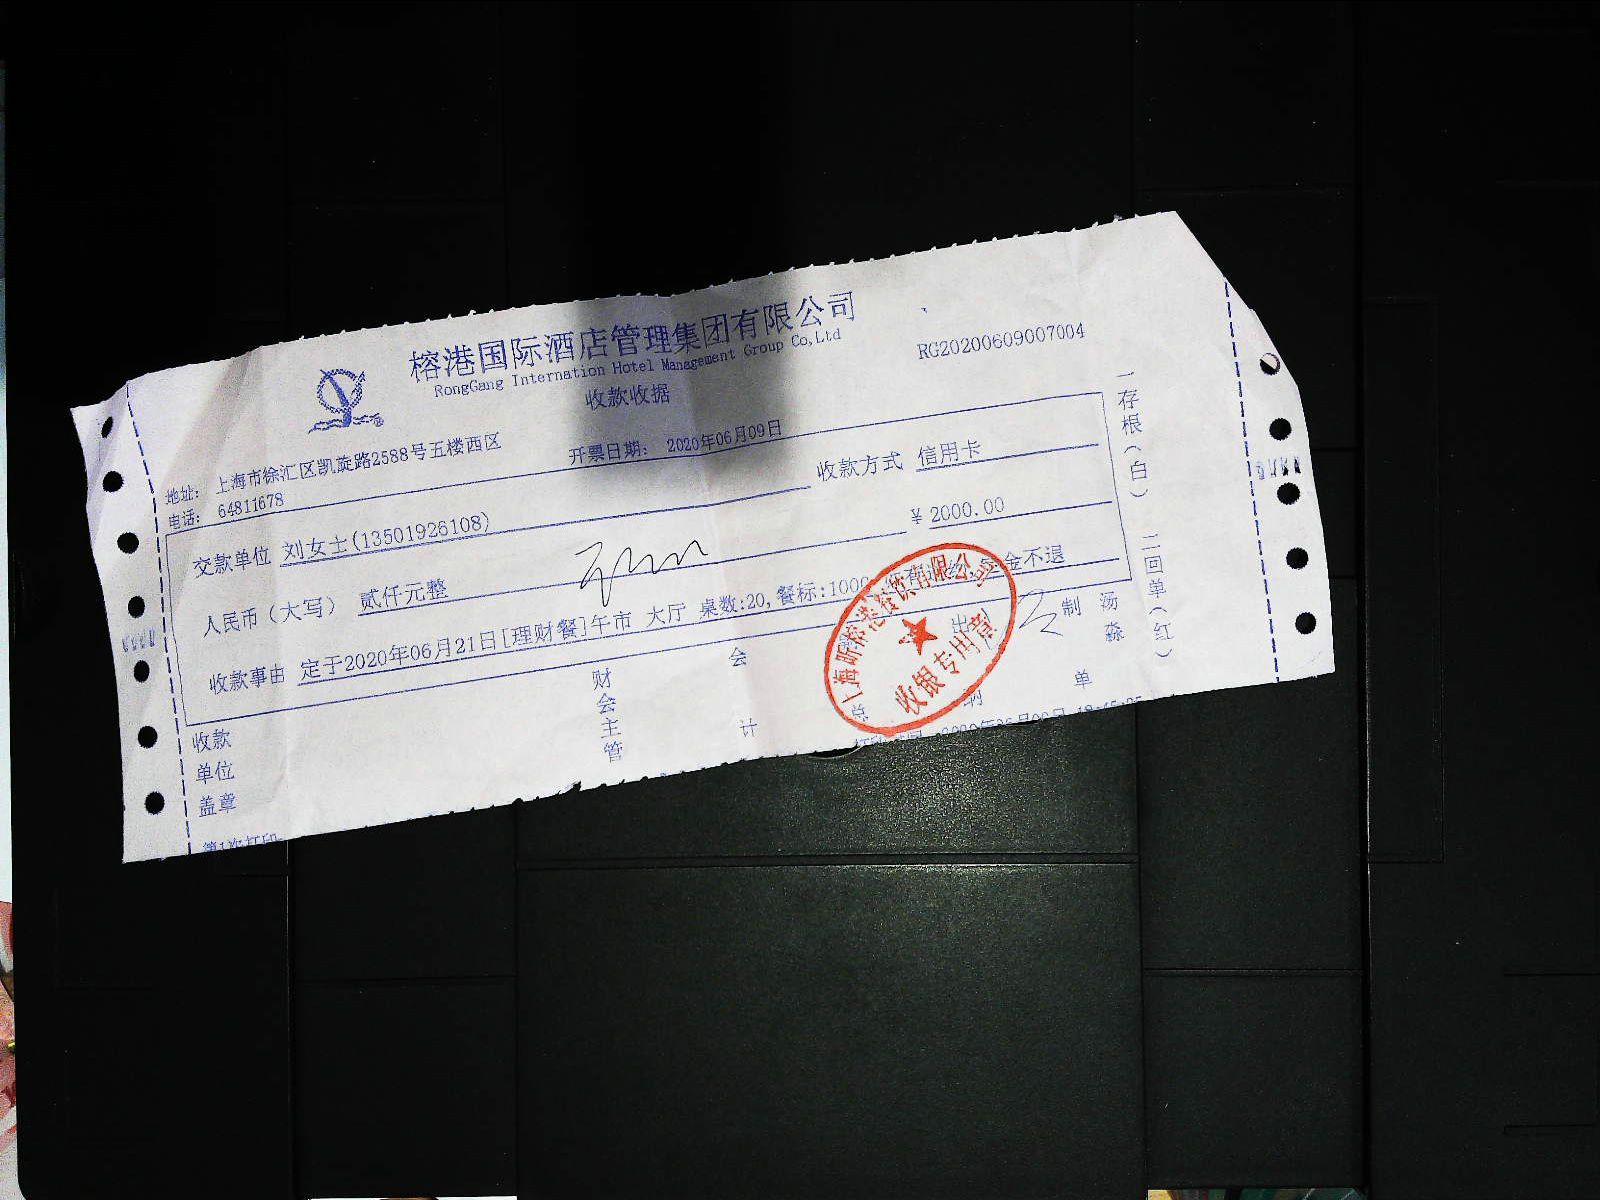 榕港国际酒店管理集团有限公司
RongGang Internation Hotel Management Group Co,Ltd
RG20200609007004
收款收据
地址: 上海市徐汇区凯旋路2588号五楼西区
电话: 64811678
开票日期: 2020年06月09日
交款单位 刘女士(13501926108)
收款方式 信用卡
人民币（大写） 贰仟元整
¥ 2000.00
收款事由 定于2020年06月21日[理财餐]午市 大厅 桌数:20,餐标:1000 金不退
收款单位盖章
财会主管
会计
出纳
制单
汤淼
一存根(白) 二回单(红)
收银专用章
第1次打印